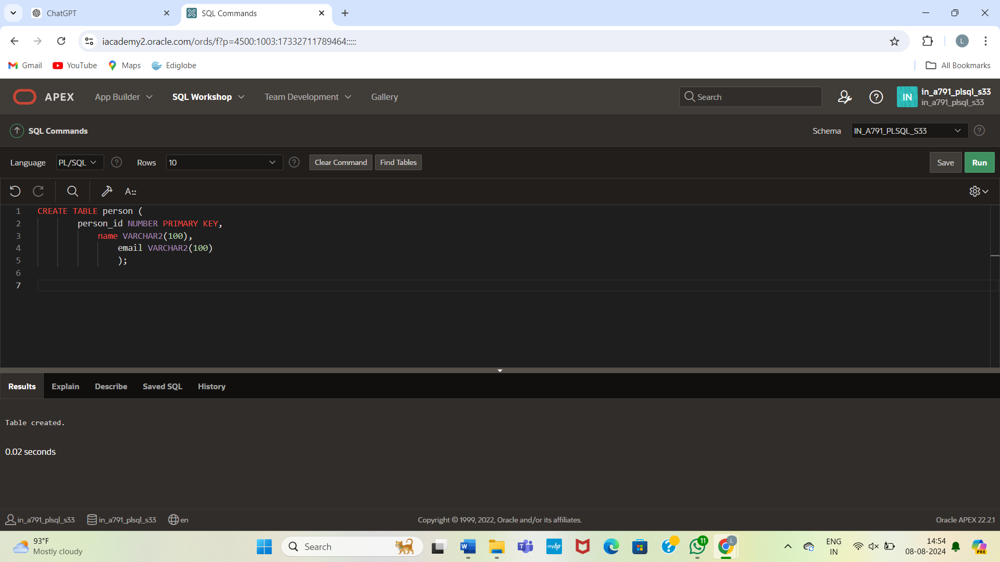 ChatGPT
SQL Commands
iacademy2.oracle.com/ords/f?p=4500:1003:17332711789464:::::
L
Gmail
YouTube
Maps
Ediglobe
All Bookmarks
APEX
App Builder
SQL Workshop
Team Development
Gallery
Search
IN
in_a791_plsql_s33
in_a791_plsql_s33
SQL Commands
Schema
IN_A791_PLSQL_S33
Language
PL/SQL
Rows
10
Clear Command
Find Tables
Save
Run
A::
1 CREATE TABLE person (
2 person_id NUMBER PRIMARY KEY,
3 name VARCHAR2(100),
4 email VARCHAR2(100)
5 );
6
7
Results
Explain
Describe
Saved SQL
History
Table created.
0.02 seconds
in_a791_plsql_s33
in_a791_plsql_s33
en
Copyright © 1999, 2022, Oracle and/or its affiliates.
Oracle APEX 22.2.1
93°F
Mostly cloudy
Search
W
myhp
11
L
ENG
IN
14:54
08-08-2024
PRE